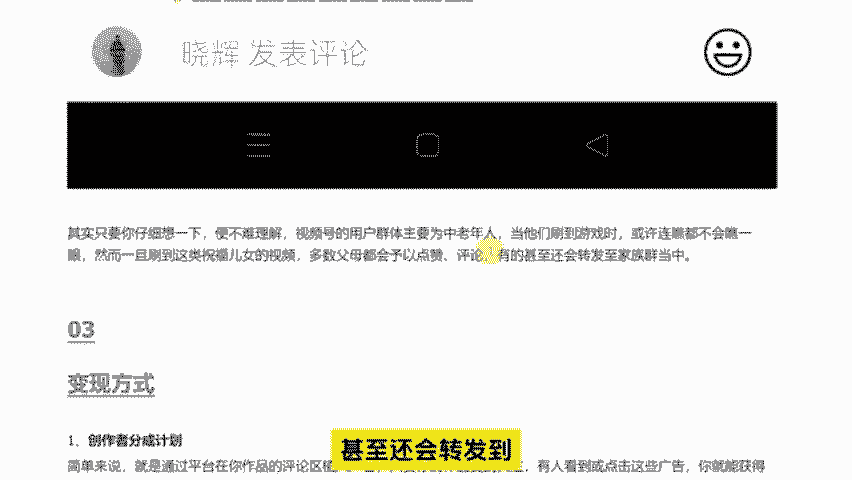 晓辉 发表评论
其实只要你仔细想一下，便不难理解，视频号的用户群体主要为中老年人，当他们刷到游戏时，或许连瞧都不会瞧一
眼，然而一旦刷到这类祝福儿女的视频，多数父母都会予以点赞、评论，有的甚至还会转发至家族群当中。
03
变现方式
1、创作者分成计划
甚至还会转发到
简单来说，就是通过平台在你作品的评论区植 有人看到或点击这些广告，你就能获得